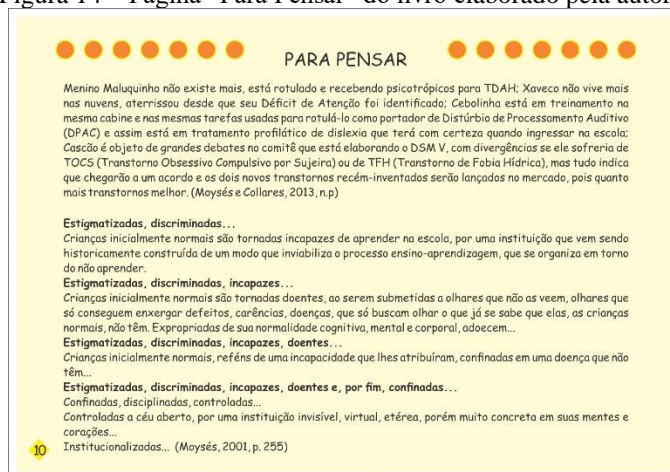 Figura 14 – Página "Para Pensar" do livro elaborado pela autor
PARA PENSAR
Menino Maluquinho não existe mais, está rotulado e recebendo psicotrópicos para TDAH; Xaveco não vive mais
nas nuvens, aterrissou desde que seu Déficit de Atenção foi identificado; Cebolinha está em treinamento na
mesma cabine e nas mesmas tarefas usadas para rotulá-lo como portador de Distúrbio de Processamento Auditivo
(DPAC) e assim está em tratamento profilático de dislexia que terá com certeza quando ingressar na escola;
Cascão é objeto de grandes debates no comitê que está elaborando o DSM V, com divergências se ele sofreria de
TOCS (Transtorno Obsessivo Compulsivo por Sujeira) ou de TFH (Transtorno de Fobia Hídrica), mas tudo indica
que chegarão a um acordo e os dois novos transtornos recém-inventados serão lançados no mercado, pois quanto
mais transtornos melhor. (Moysés e Collares, 2013, n.p)
Estigmatizadas, discriminadas...
Crianças inicialmente normais são tornadas incapazes de aprender na escola, por uma instituição que vem sendo
historicamente construída de um modo que inviabiliza o processo ensino-aprendizagem, que se organiza em torno
do não aprender.
Estigmatizadas, discriminadas, incapazes...
Crianças inicialmente normais são tornadas doentes, ao serem submetidas a olhares que não as veem, olhares que
só conseguem enxergar defeitos, carências, doenças, que só buscam olhar o que já se sabe que elas, as crianças
normais, não têm. Expropriadas de sua normalidade cognitiva, mental e corporal, adoecem...
Estigmatizadas, discriminadas, incapazes, doentes...
Crianças inicialmente normais, reféns de uma incapacidade que lhes atribuíram, confinadas em uma doença que não
têm...
Estigmatizadas, discriminadas, incapazes, doentes e, por fim, confinadas...
Confinadas, disciplinadas, controladas...
Controladas a céu aberto, por uma instituição invisível, virtual, etérea, porém muito concreta em suas mentes e
corações...
Institucionalizadas... (Moysés, 2001, p. 255)
10